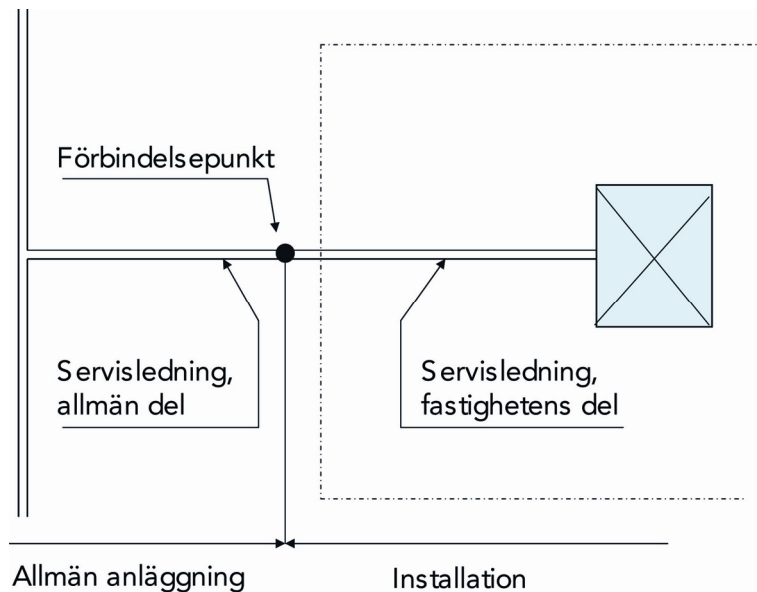 Förbindelsepunkt
Servisledning,
allmän del
Servisledning,
fastighetens del
Allmän anläggning
Installation